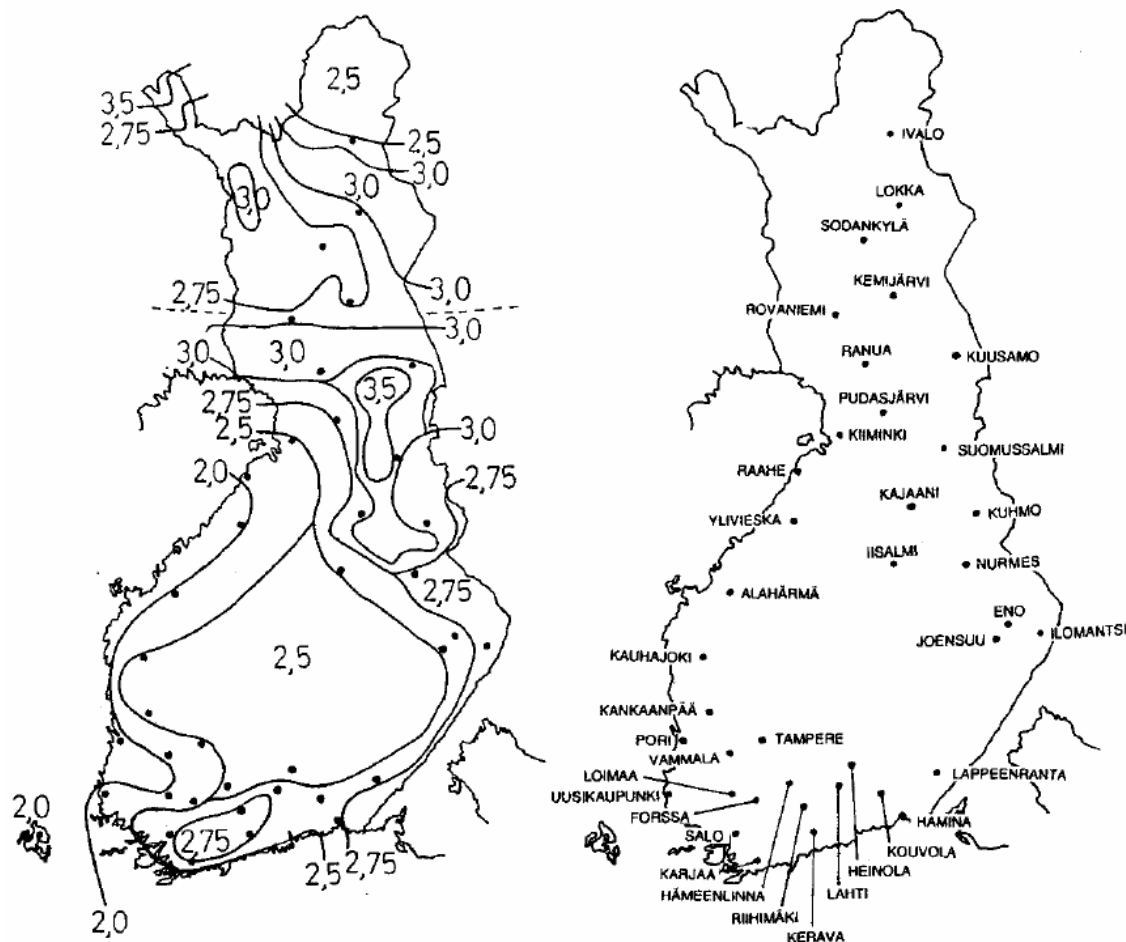 2,5
3,5
2,75
2,5
3,0
3,0
3,0
2,75
3,0
3,0
3,0
3,0
3,5
2,75
2,5
3,0
2,0
2,75
2,75
2,5
2,0
2,75
2,5
2,75
2,0
IVALO
LOKKA
SODANKYLÄ
KEMIJÄRVI
ROVANIEMI
RANUA
KUUSAMO
PUDASJÄRVI
KIIMINKI
SUOMUSSALMI
RAAHE
KAJAANI
YLIVIESKA
KUHMO
IISALMI
NURMES
ALAHÄRMÄ
ENO
JOENSUU
ILOMANTSI
KAUHAJOKI
KANKAANPÄÄ
PORI
TAMPERE
VAMMALA
LOIMAA
LAPPEENRANTA
UUSIKAUPUNKI
FORSSA
HAMINA
SALO
KOUVOLA
KARJAA
HEINOLA
HÄMEENLINNA
LAHTI
RIIHIMÄKI
KERAVA